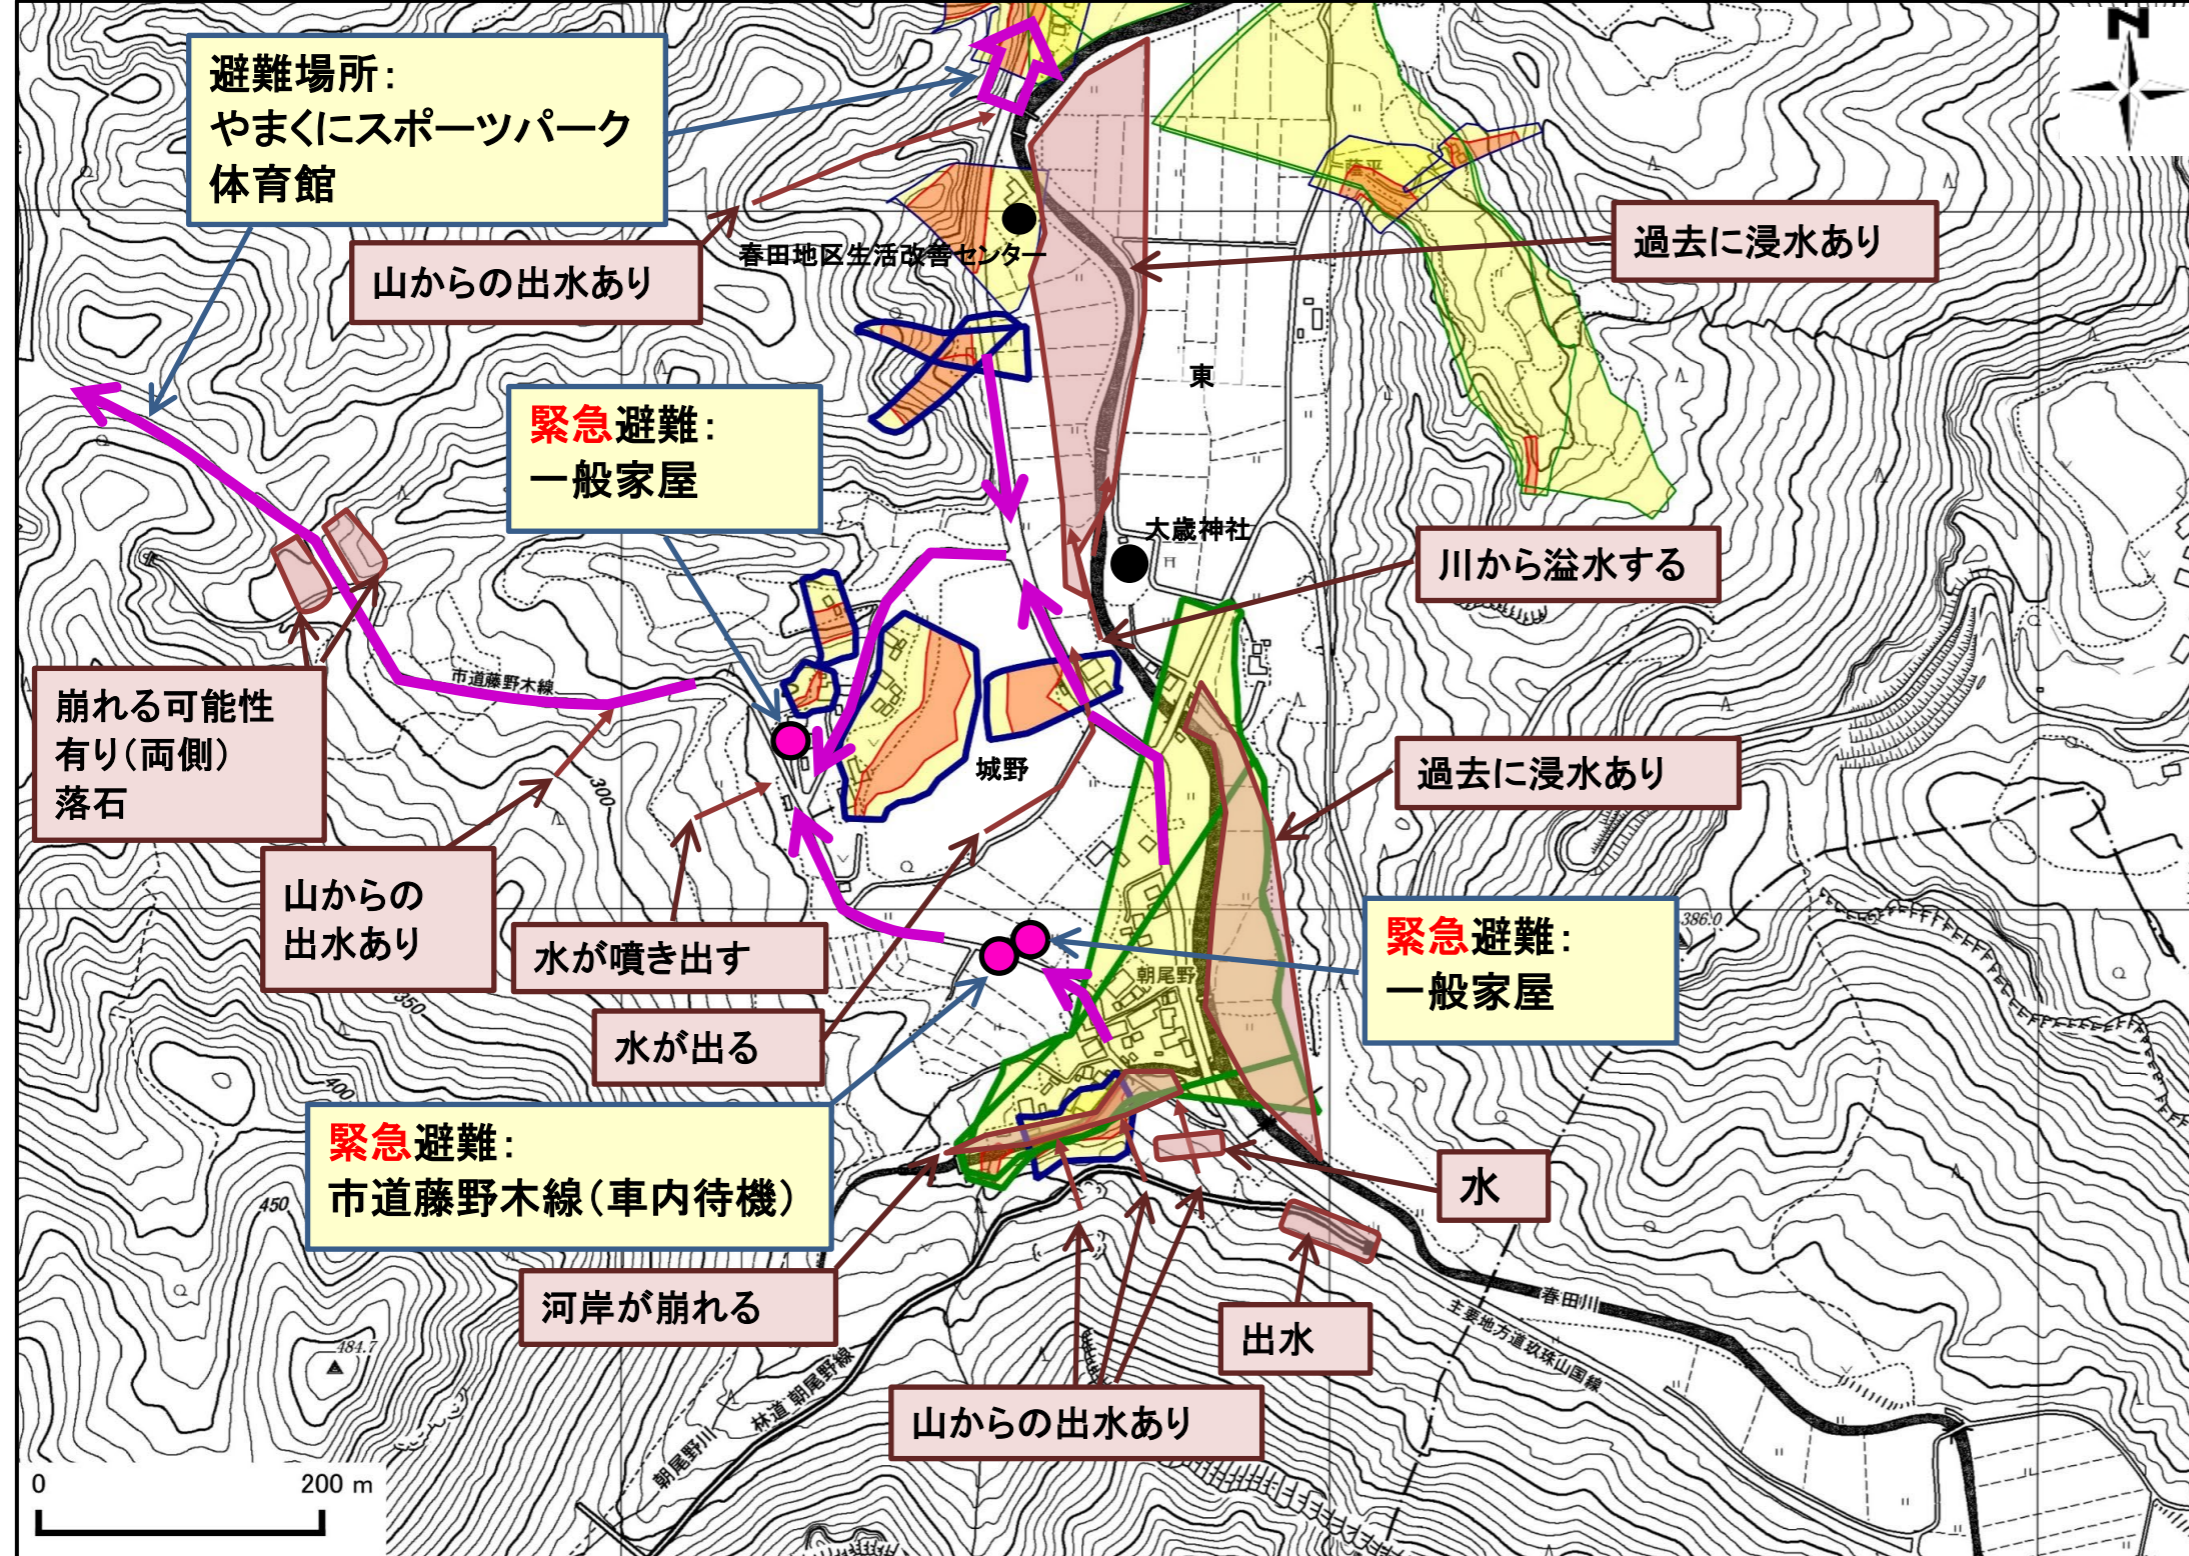 避難場所：
やまくにスポーツパーク
体育館
N
山からの出水あり
春田地区生活改善センター
一薩平
過去に浸水あり
東
緊急避難：
一般家屋
大歳神社
川から溢水する
崩れる可能性
有り（両側）
落石
市道藤野木線
城野
過去に浸水あり
300
山からの
出水あり
水が噴き出す
水が出る
緊急避難：
一般家屋
386.0
朝尾野
350
400
緊急避難：
市道藤野木線（車内待機）
450
水
河岸が崩れる
出水
春田川
主要地方道玖珠山国線
484.7
林道朝尾野線
朝尾野川
山からの出水あり
0
200 m